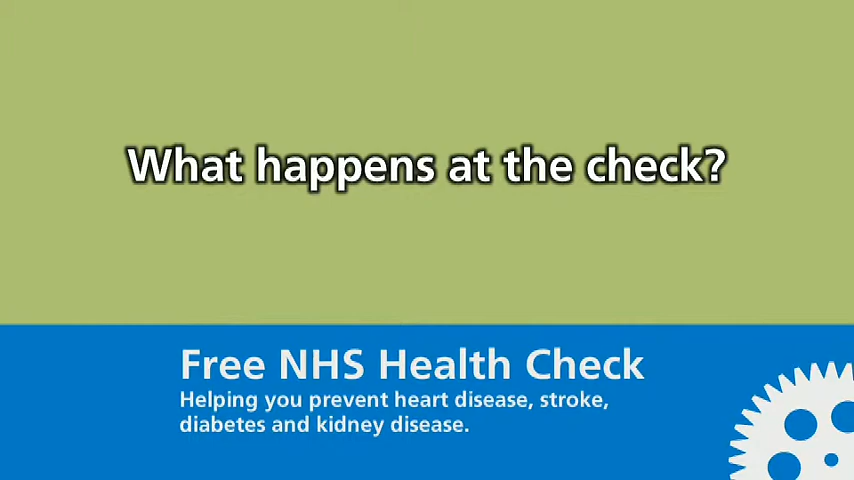 What happens at the check?
Free NHS Health Check
Helping you prevent heart disease, stroke,
diabetes and kidney disease.